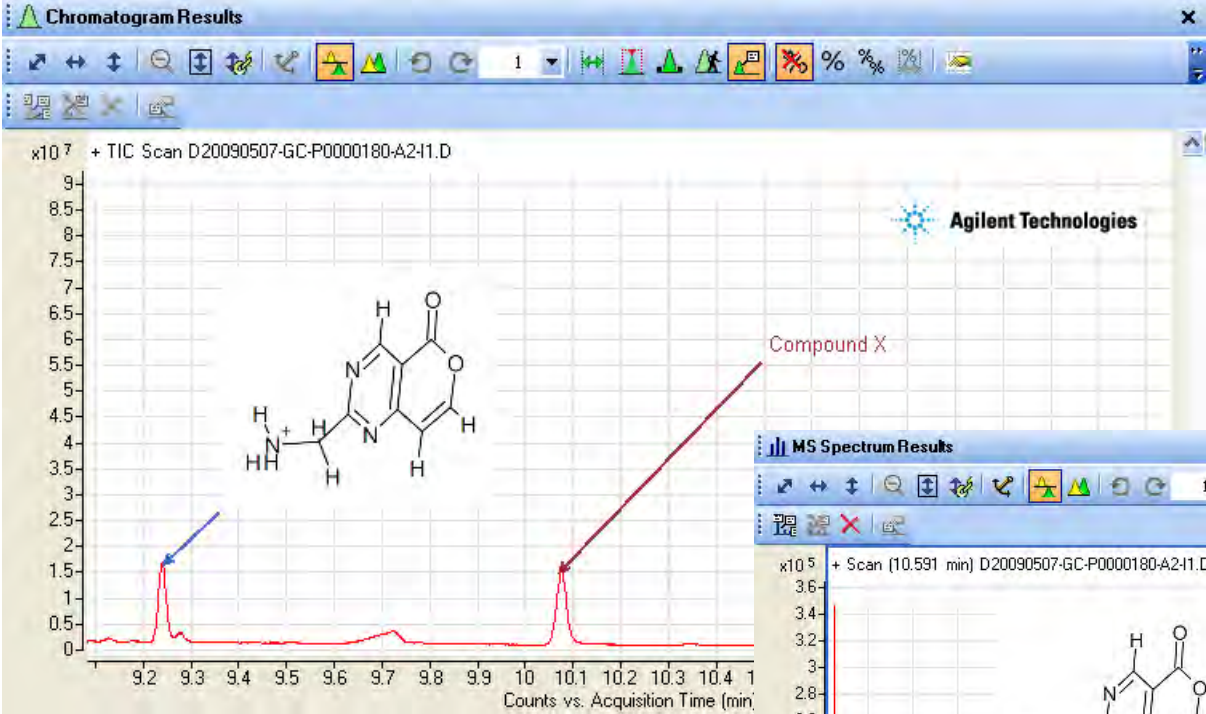 Chromatogram Results
1
x10 7 + TIC Scan D20090507-GC-P0000180-A2-I1.D
9
8.5
8
7.5
7
6.5
6
5.5
5
4.5
4
3.5
3
2.5
2
1.5
1
0.5
0
Agilent Technologies
H O
N O
H H N+ H N H
HH H H
Compound X
9.2 9.3 9.4 9.5 9.6 9.7 9.8 9.9 10 10.1 10.2 10.3 10.4
Counts vs. Acquisition Time (min
MS Spectrum Results
x10 5 + Scan (10.591 min) D20090507-GC-P0000180-A2-I1.D
3.6
3.4
3.2
3
2.8
H O
N O